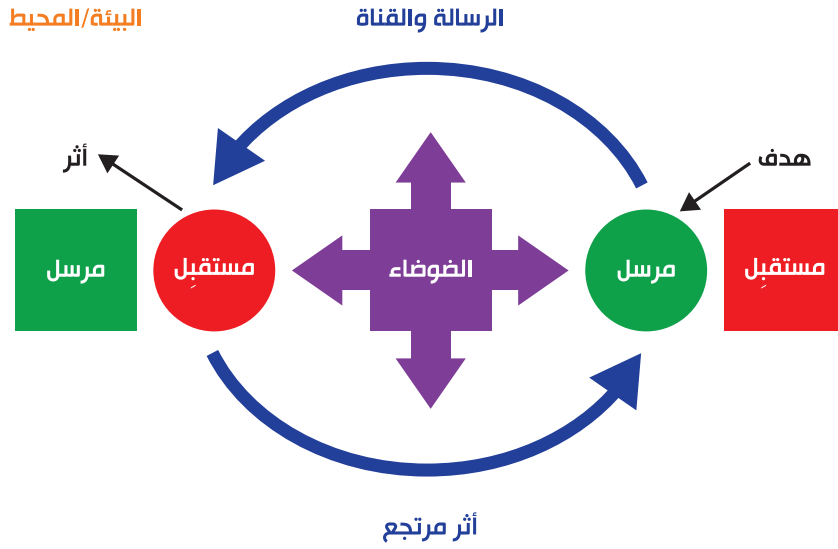 الرسالة والقناة
البيئة/المحيط
هدف
أثر
مستقبِل
مرسل
الضوضاء
مستقبِل
مرسل
أثر مرتجع